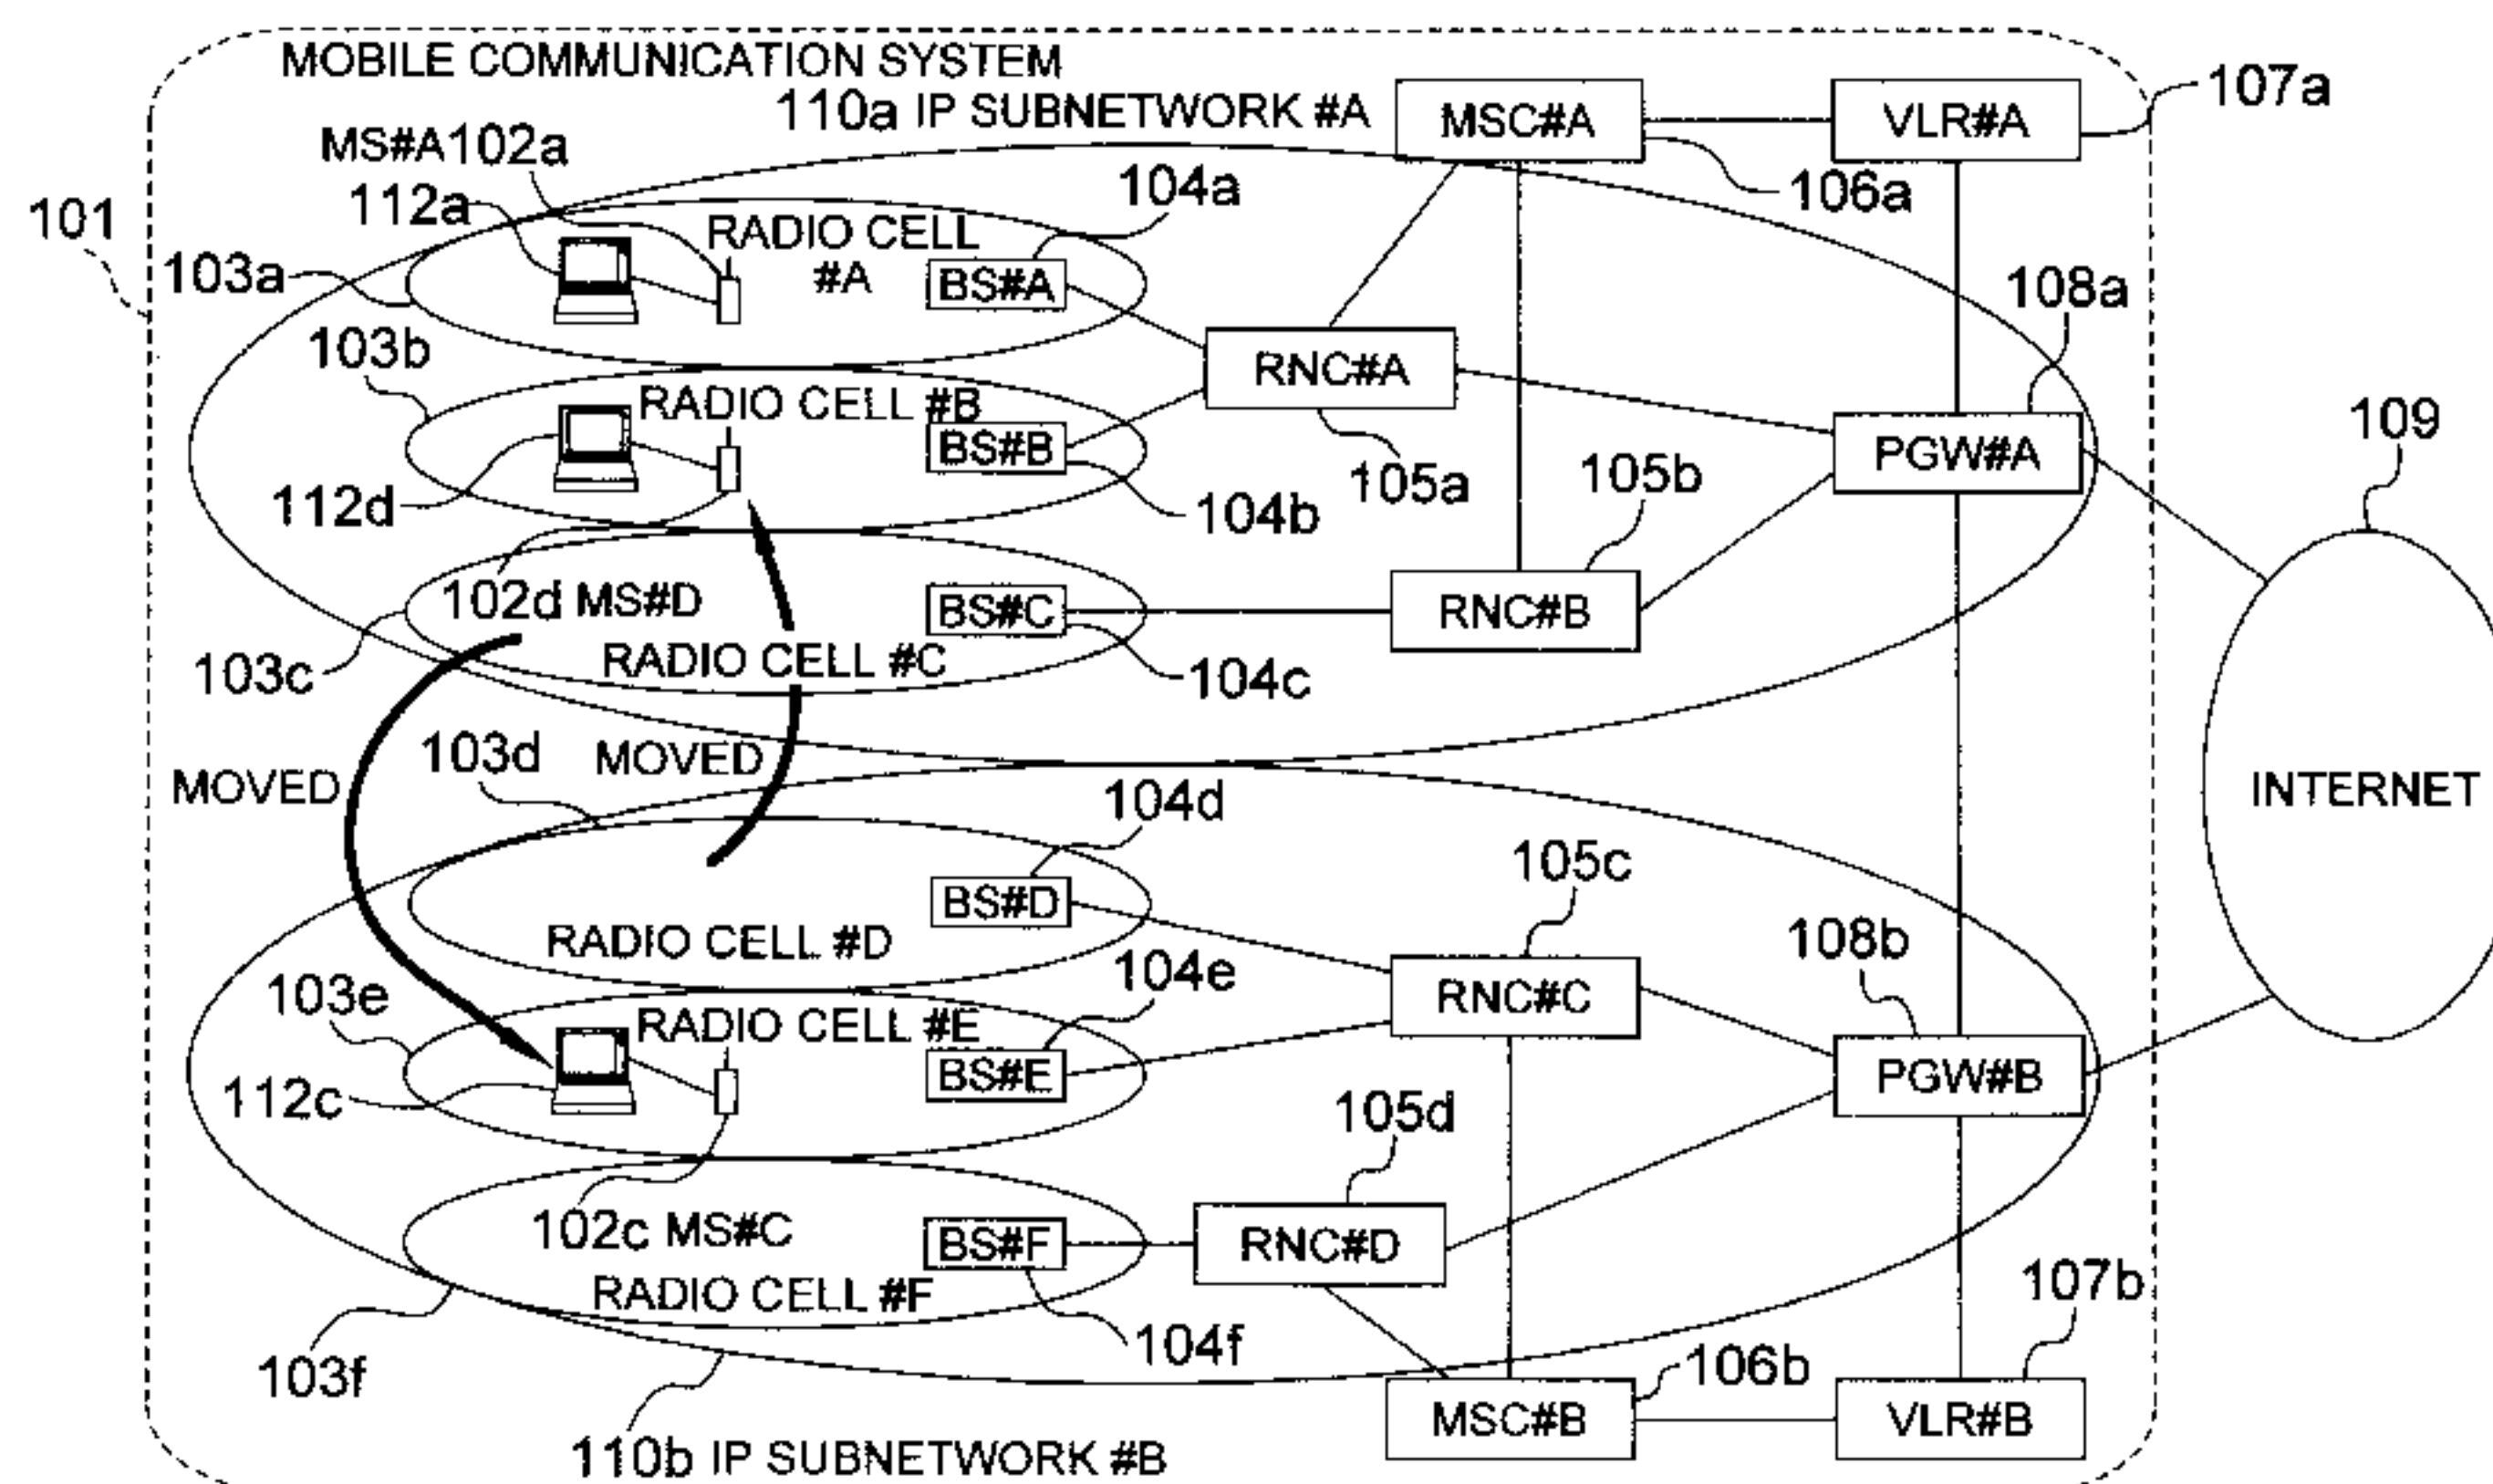 MOBILE COMMUNICATION SYSTEM
110a IP SUBNETWORK #A
MSC#A
VLR#A
107a
MS#A 102a
112a
104a
106a
101
RADIO CELL
#A
103a
BS#A
108a
103b
RNC#A
RADIO CELL #B
109
BS#B
PGW#A
105a
105b
112d
104b
102d MS#D
BS#C
RNC#B
103c
RADIO CELL #C
104c
103d
MOVED
MOVED
104d
INTERNET
105c
BS#D
RADIO CELL #D
108b
104e
103e
RNC#C
RADIO CELL #E
BS#E
PGW#B
112c
105d
102c MS#C
BS#F
RNC#D
RADIO CELL #F
107b
104f
103f
106b
MSC#B
VLR#B
110b IP SUBNETWORK #B